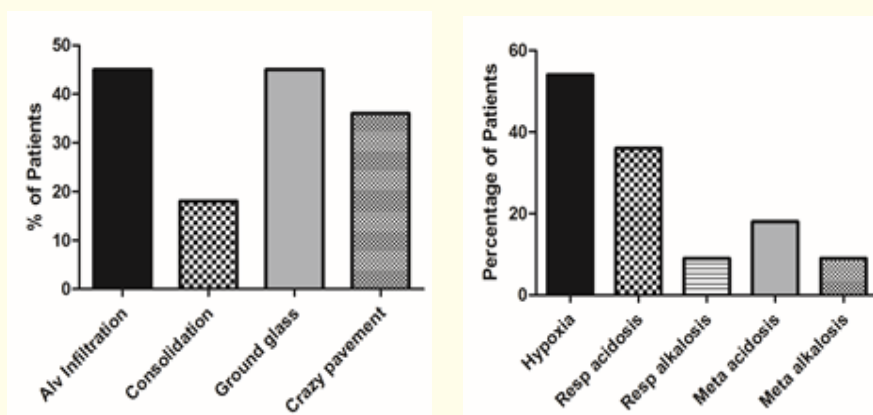 % of Patients
50
40
30
20
10
0
Alv Infiltration
Consolidation
Ground glass
Crazy pavement
Percentage of Patients
60
40
20
0
Hypoxia
Resp acidosis
Resp alkalosis
Meta acidosis
Meta alkalosis